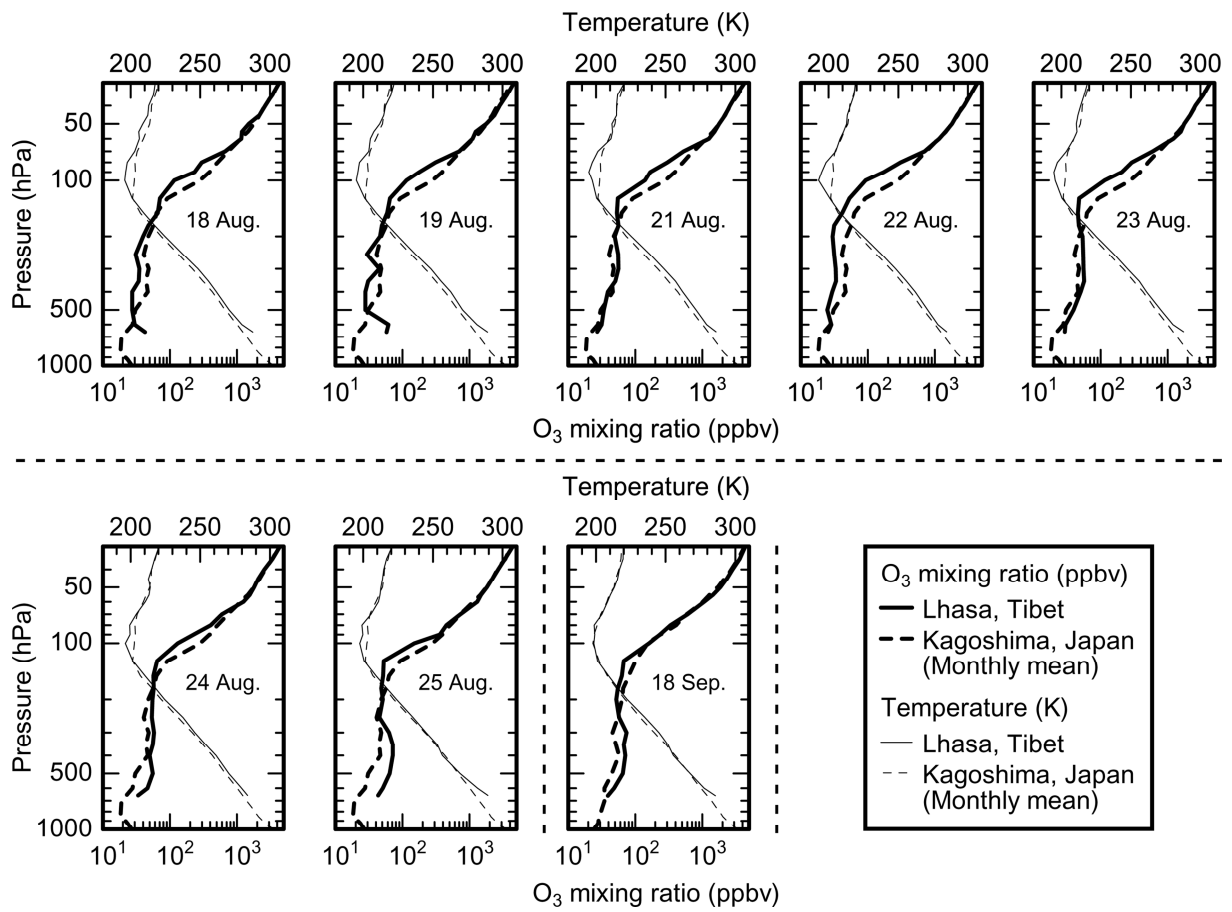 Temperature (K)
200 250 300 200 250 300 200 250 300 200 250 300 200 250 300
Pressure (hPa)
50
100
500
1000
18 Aug. 19 Aug. 21 Aug. 22 Aug. 23 Aug.
10¹ 10² 10³ 10¹ 10² 10³ 10¹ 10² 10³ 10¹ 10² 10³ 10¹ 10² 10³
O₃ mixing ratio (ppbv)
Temperature (K)
200 250 300 200 250 300 200 250 300
Pressure (hPa)
50
100
500
1000
24 Aug. 25 Aug. 18 Sep.
10¹ 10² 10³ 10¹ 10² 10³ 10¹ 10² 10³
O₃ mixing ratio (ppbv)
O₃ mixing ratio (ppbv)
Lhasa, Tibet
Kagoshima, Japan
(Monthly mean)
Temperature (K)
Lhasa, Tibet
Kagoshima, Japan
(Monthly mean)